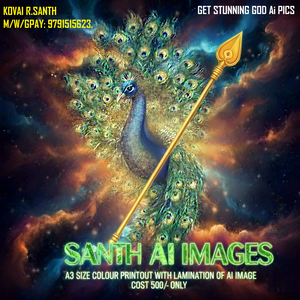 KOVAI R.SANTH
M/W/GPAY: 9791515623.
GET STUNNING GOD Ai PICS
SANTH AI IMAGES
A3 SIZE COLOUR PRINTOUT WITH LAMINATION OF AI IMAGE
COST 500/- ONLY